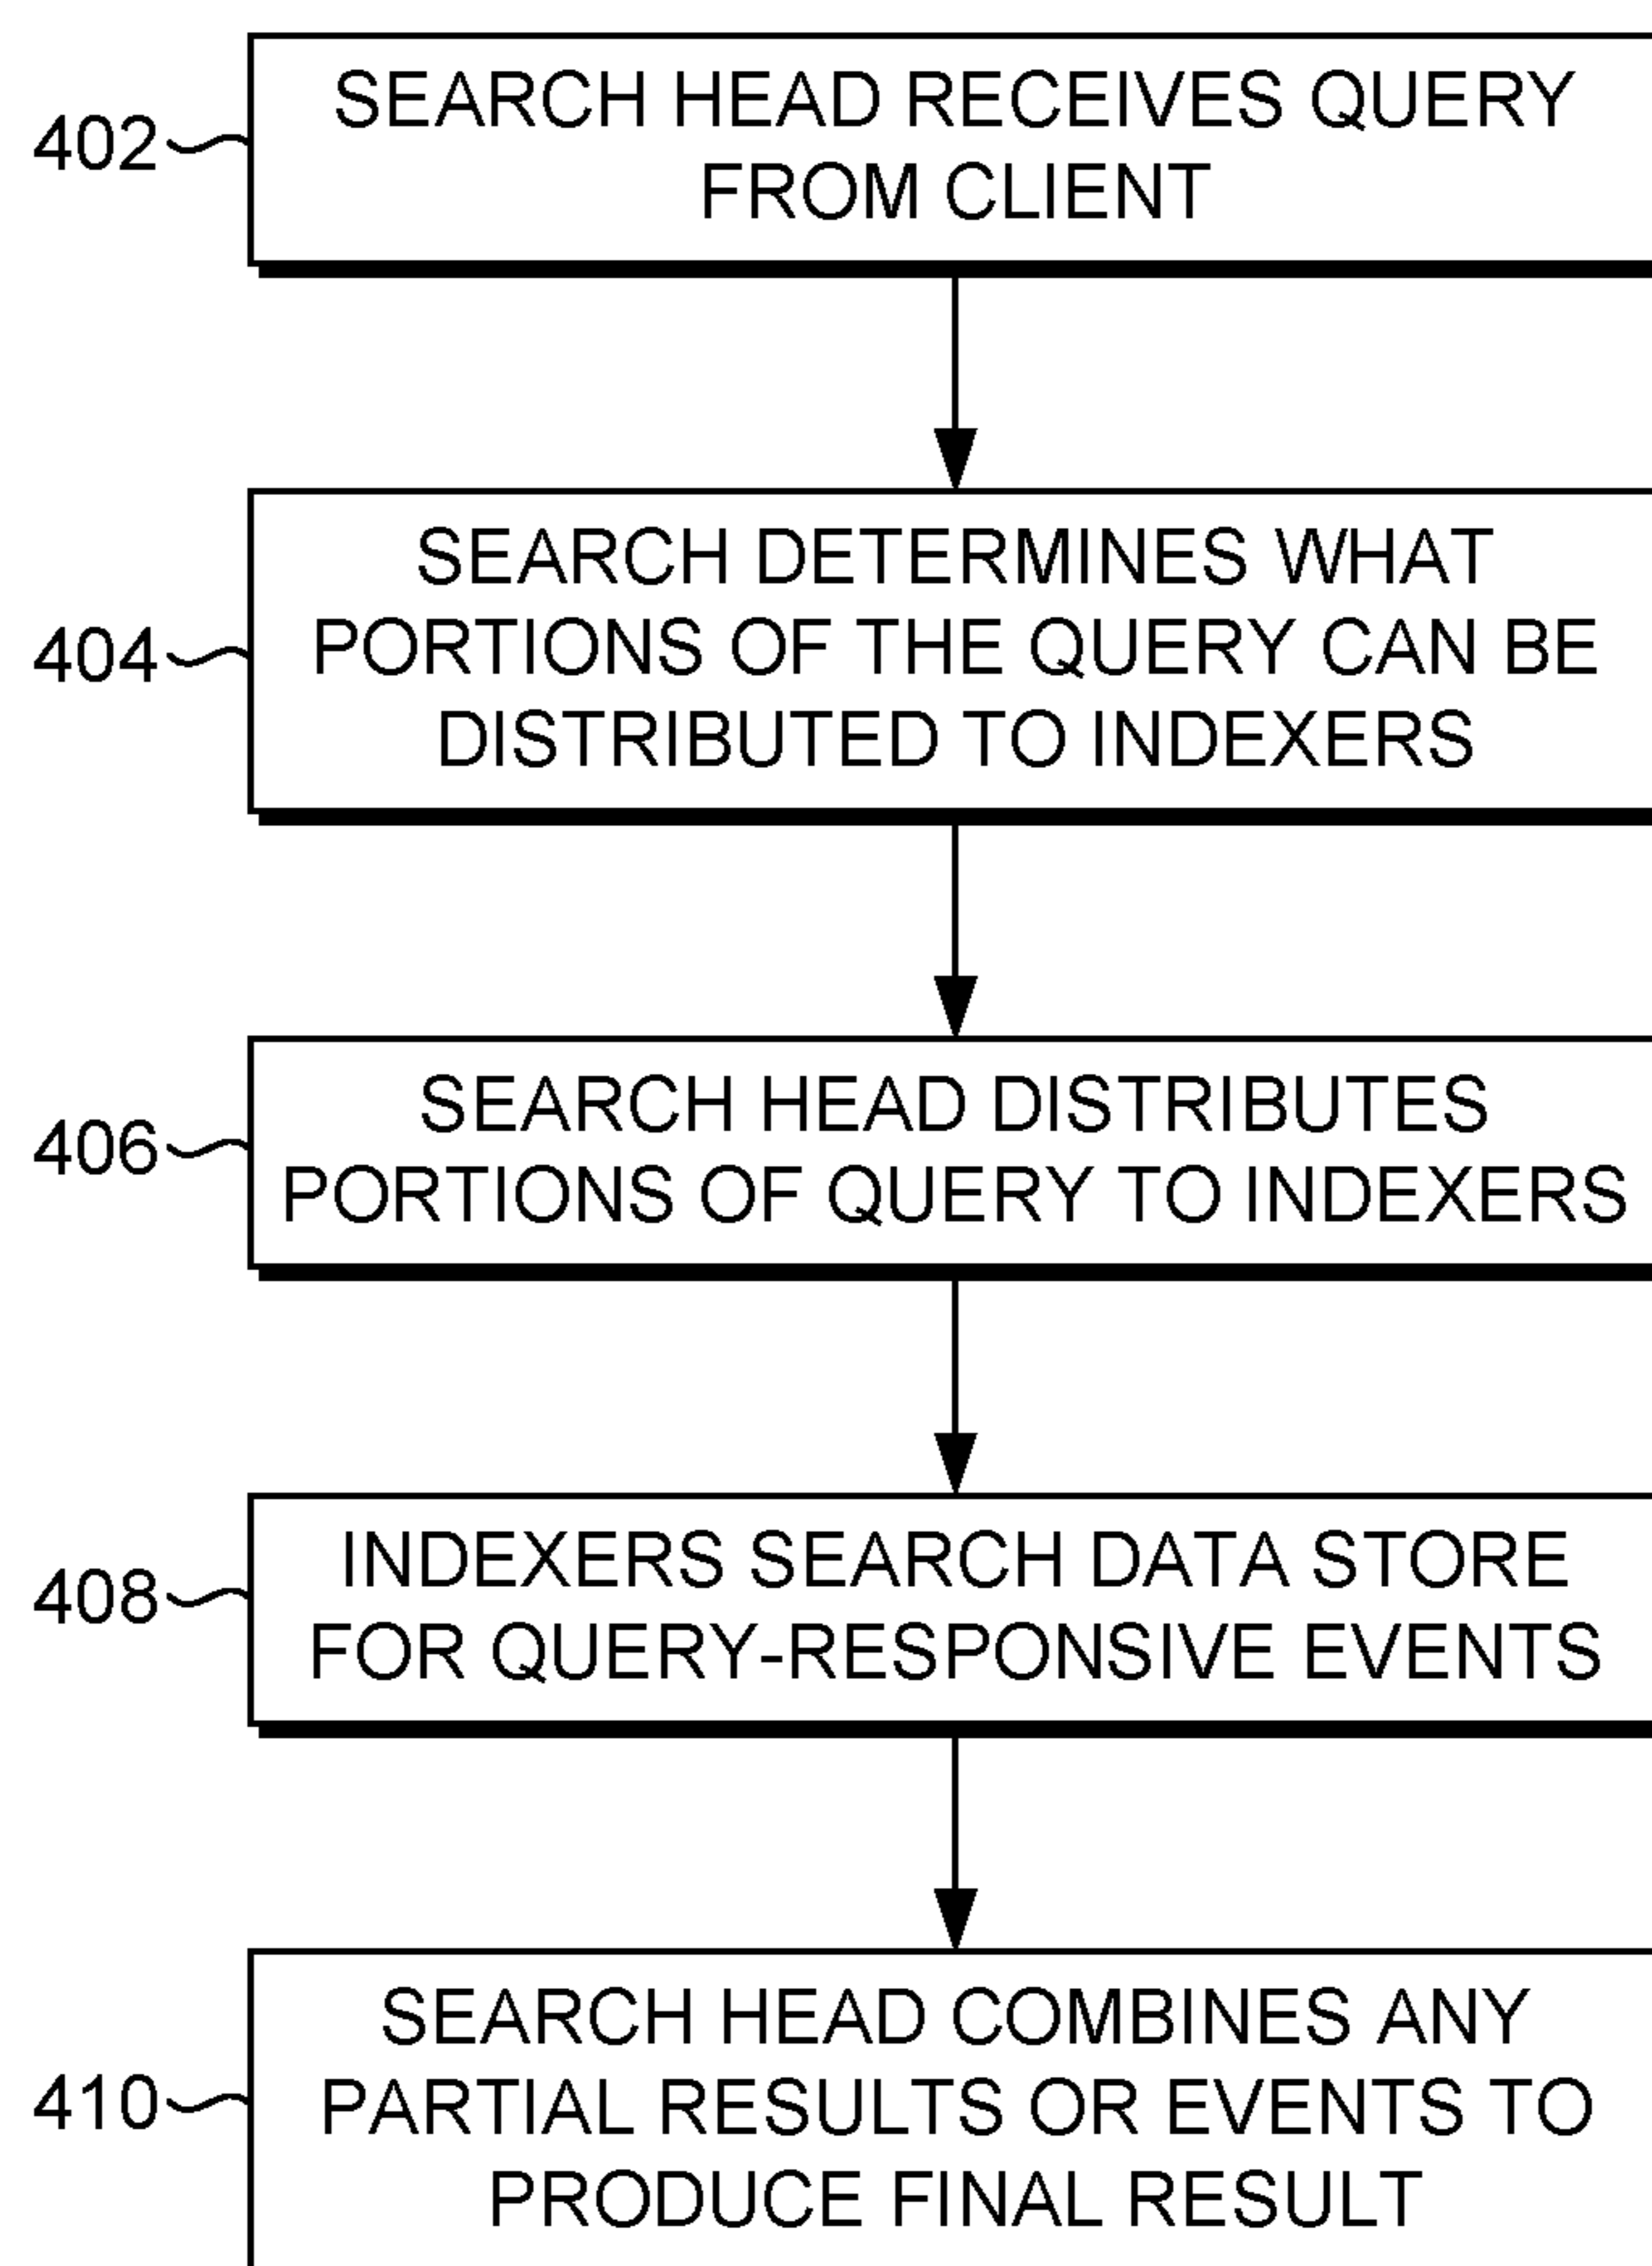 402
SEARCH HEAD RECEIVES QUERY
FROM CLIENT
404
SEARCH DETERMINES WHAT
PORTIONS OF THE QUERY CAN BE
DISTRIBUTED TO INDEXERS
406
SEARCH HEAD DISTRIBUTES
PORTIONS OF QUERY TO INDEXERS
408
INDEXERS SEARCH DATA STORE
FOR QUERY-RESPONSIVE EVENTS
410
SEARCH HEAD COMBINES ANY
PARTIAL RESULTS OR EVENTS TO
PRODUCE FINAL RESULT